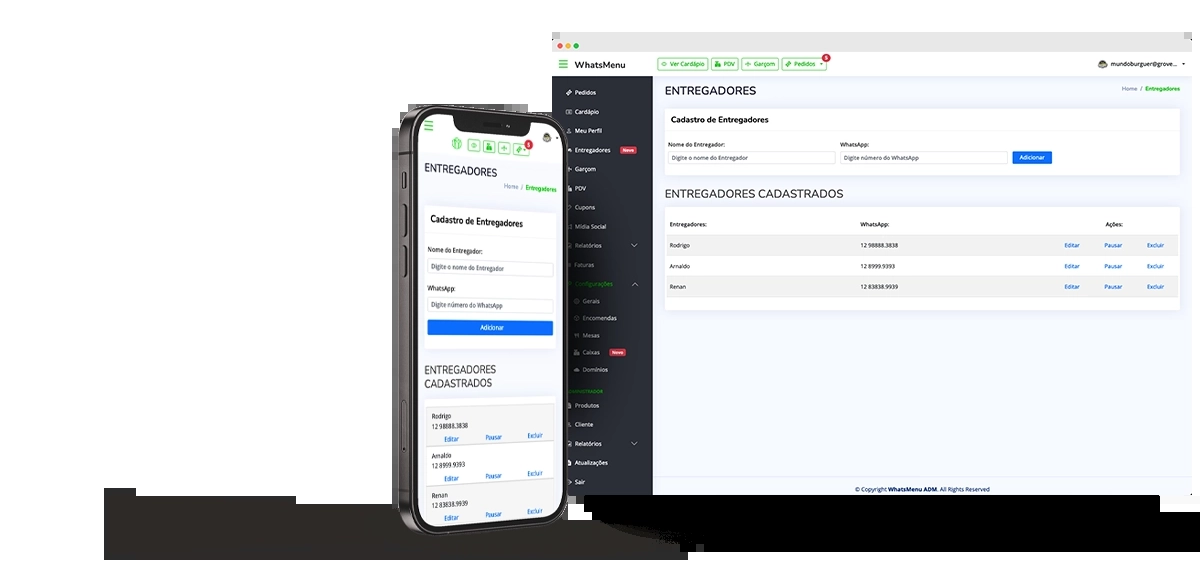 WhatsMenu
Ver Cardápio
PDV
Garçom
Pedidos
mundoburguer@grove...
Pedidos
Cardápio
Meu Perfil
Entregadores Novo
Garçom
PDV
Cupons
Mídia Social
Relatórios
Faturas
Configurações
Gerais
Encomendas
Mesas
Caixas Novo
Domínios
Produtos
Cliente
Relatórios
Atualizações
Sair
ENTREGADORES
Home / Entregadores
Cadastro de Entregadores
Nome do Entregador: WhatsApp:
Digite o nome do Entregador Digite número do WhatsApp Adicionar
ENTREGADORES CADASTRADOS
Entregadores: WhatsApp: Ações:
Rodrigo 12 98888.3838 Editar Pausar Excluir
Arnaldo 12 8999.9393 Editar Pausar Excluir
Renan 12 83838.9939 Editar Pausar Excluir
© Copyright WhatsMenu ADM. All Rights Reserved
ENTREGADORES
Home / Entregadores
Cadastro de Entregadores
Nome do Entregador:
Digite o nome do Entregador
WhatsApp:
Digite número do WhatsApp
Adicionar
ENTREGADORES
CADASTRADOS
Rodrigo
12 98888.3838
Editar Pausar Excluir
Arnaldo
12 8999.9393
Editar Pausar Excluir
Renan
12 83838.9939
Editar Pausar Excluir